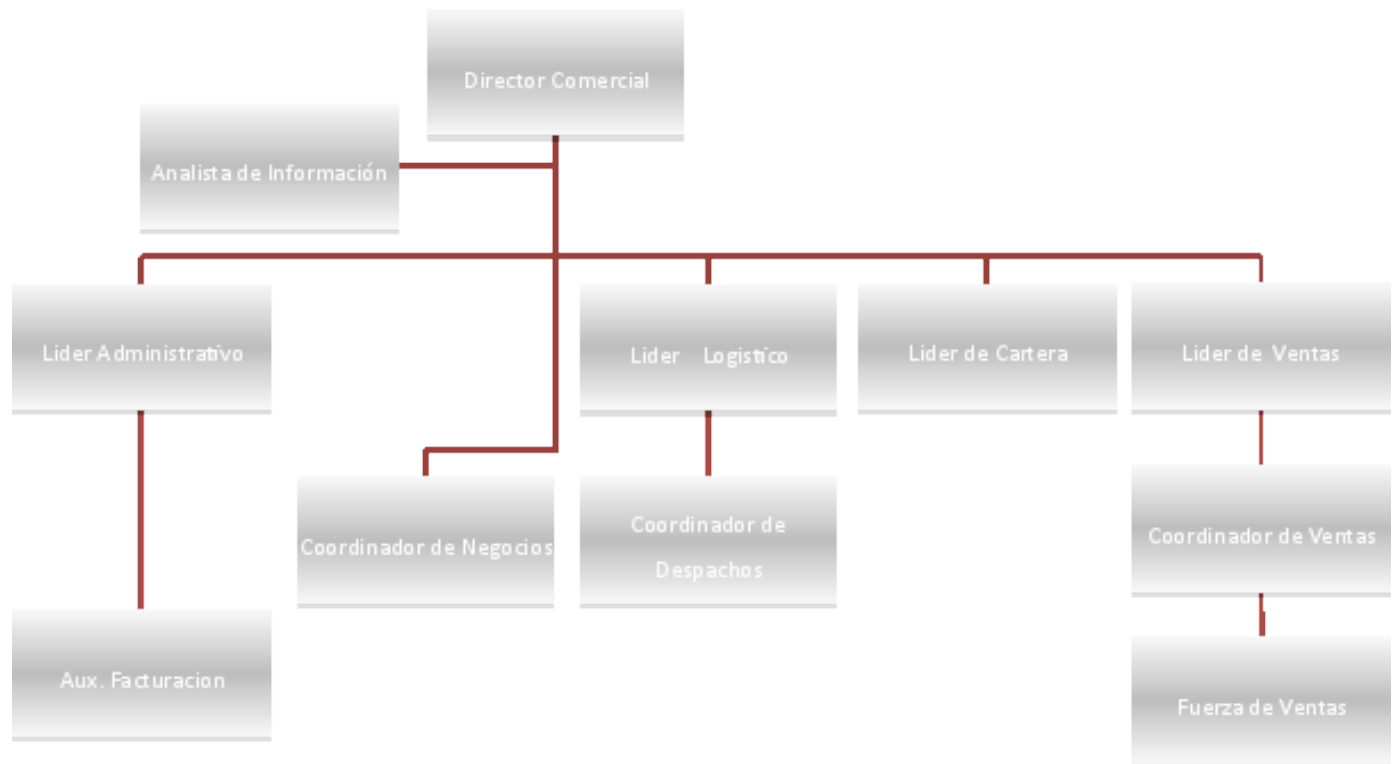 Director Comercial
Analista de Información
Lider Administrativo
Lider Logistico
Lider de Cartera
Lider de Ventas
Coordinador de Negocios
Coordinador de
Despachos
Coordinador de Ventas
Aux. Facturacion
Fuerza de Ventas